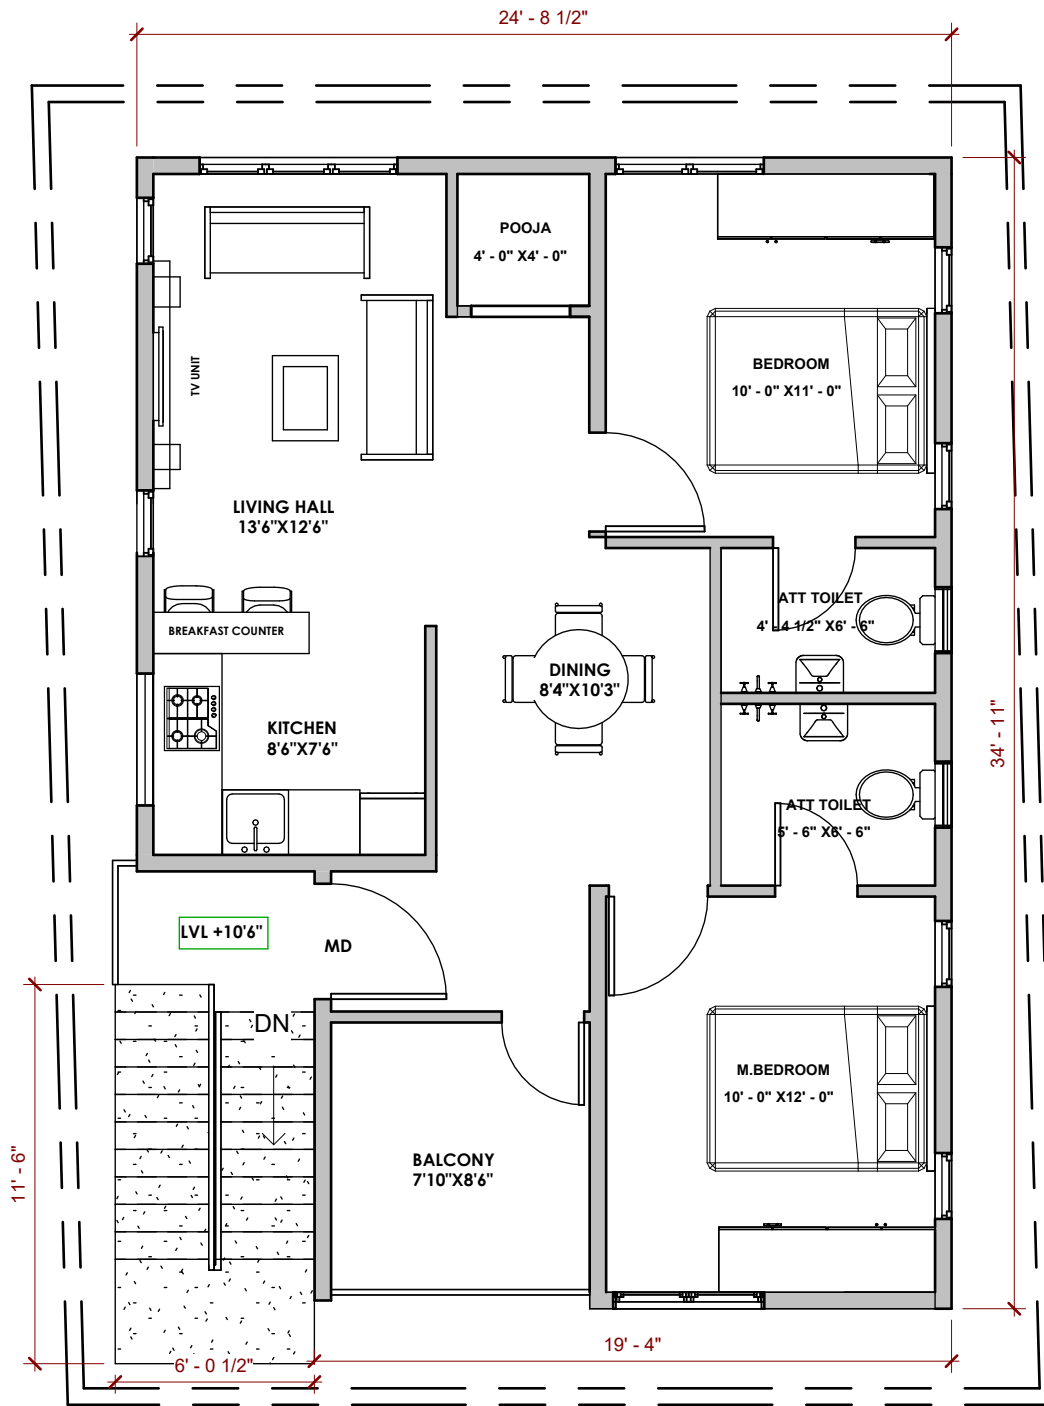 24' - 8 1/2"
POOJA
4' - 0" X4' - 0"
BEDROOM
10' - 0" X11' - 0"
TV UNIT
LIVING HALL
13'6"X12'6"
BREAKFAST COUNTER
ATT TOILET
4' - 4 1/2" X6' - 6"
DINING
8'4"X10'3"
KITCHEN
8'6"X7'6"
34' - 11"
ATT TOILET
5' - 6" X6' - 6"
LVL +10'6"
MD
DN
M.BEDROOM
10' - 0" X12' - 0"
BALCONY
7'10"X8'6"
11' - 6"
19' - 4"
6' - 0 1/2"